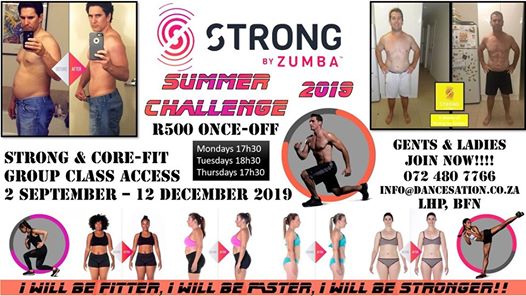 STRONG
BY ZUMBA™
SUMMER 2019
CHALLENGE
R500 ONCE-OFF
Mondays 17h30
Tuesdays 18h30
Thursdays 17h30
STRONG & CORE-FIT
GROUP CLASS ACCESS
2 SEPTEMBER – 12 DECEMBER 2019
STRONG
GENTS & LADIES
JOIN NOW!!!!
072 480 7766
INFO@DANCESATION.CO.ZA
LHP, BFN
I WILL BE FITTER, I WILL BE FASTER, I WILL BE STRONGER!!